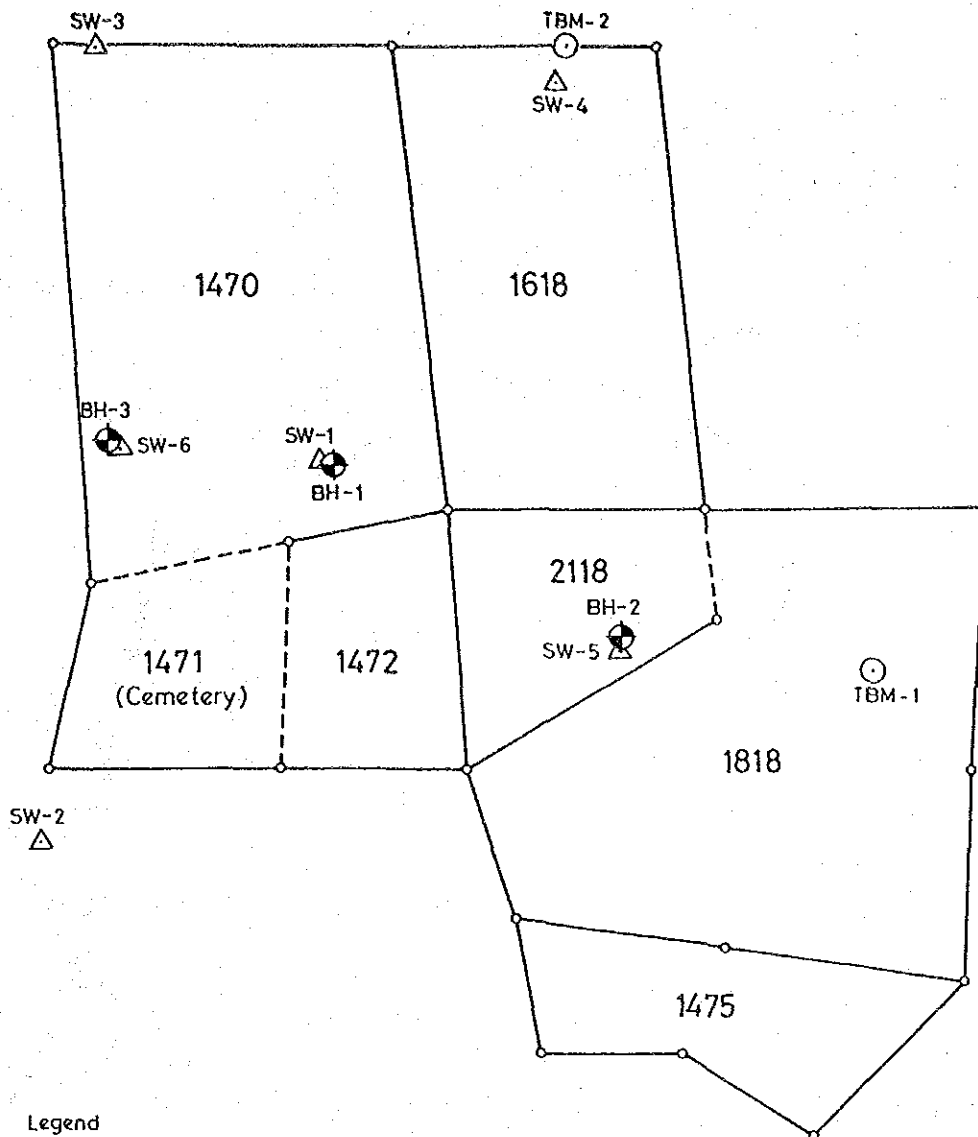 SW-3
TBM-2
SW-4
1470
1618
BH-3
SW-6
SW-1
BH-1
2118
BH-2
SW-5
1471
(Cemetery)
1472
TBM-1
1818
SW-2
1475
Legend